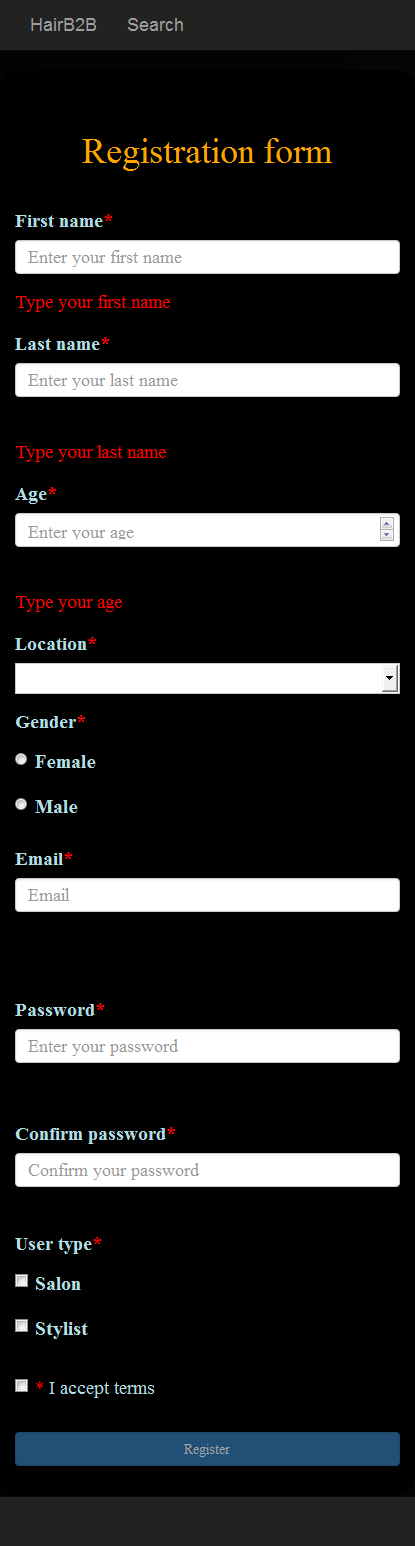 HairB2B Search
Registration form
First name*
Enter your first name
Type your first name
Last name*
Enter your last name
Type your last name
Age*
Enter your age
Type your age
Location*
Gender*
Female
Male
Email*
Email
Password*
Enter your password
Confirm password*
Confirm your password
User type*
Salon
Stylist
* I accept terms
Register